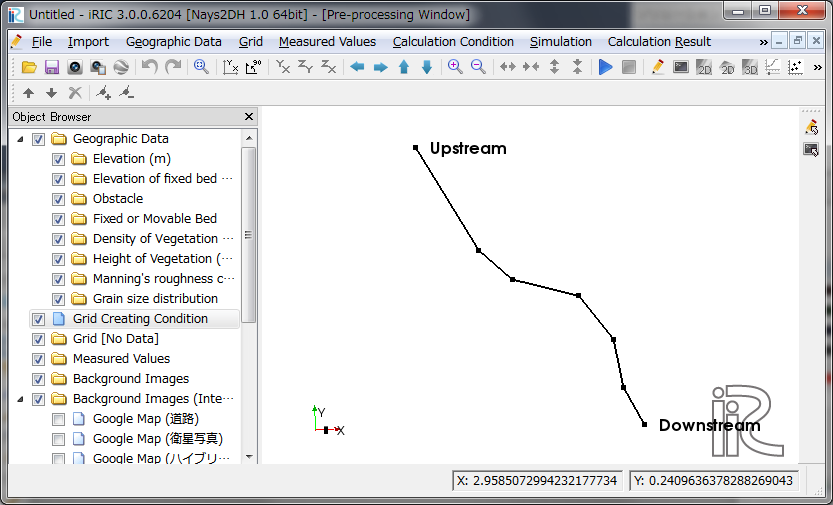 Untitled - iRIC 3.0.0.6204 [Nays2DH 1.0 64bit] - [Pre-processing Window]
File Import Geographic Data Grid Measured Values Calculation Condition Simulation Calculation Result »
Object Browser
Geographic Data
Elevation (m)
Elevation of fixed bed ...
Obstacle
Fixed or Movable Bed
Density of Vegetation ...
Height of Vegetation (...
Manning's roughness c...
Grain size distribution
Grid Creating Condition
Grid [No Data]
Measured Values
Background Images
Background Images (Inte...
Google Map (道路)
Google Map (衛星写真)
Google Map (ハイブリ...
Upstream
Downstream
Y
X
iRIC
X: 2.9585072994232177734 Y: 0.2409636378288269043